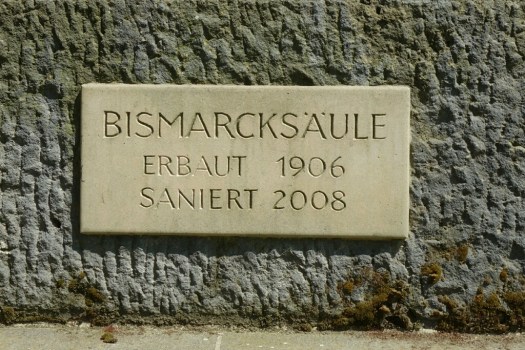 BISMARCKSÄULE
ERBAUT 1906
SANIERT 2008